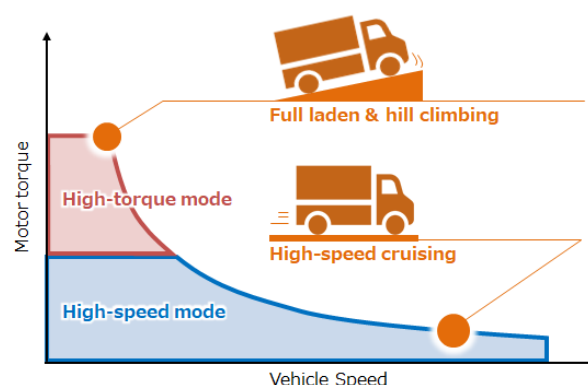 Full laden & hill climbing
High-torque mode
High-speed cruising
High-speed mode
Motor torque
Vehicle Speed